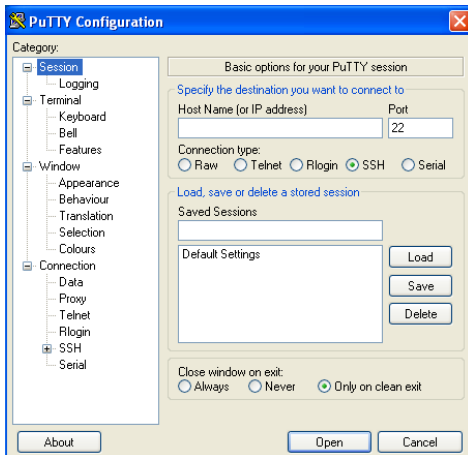 PuTTY Configuration
Category:
Session
Logging
Terminal
Keyboard
Bell
Features
Window
Appearance
Behaviour
Translation
Selection
Colours
Connection
Data
Proxy
Telnet
Rlogin
SSH
Serial
Basic options for your PuTTY session
Specify the destination you want to connect to
Host Name (or IP address) Port
22
Connection type:
Raw Telnet Rlogin SSH Serial
Load, save or delete a stored session
Saved Sessions
Default Settings
Load
Save
Delete
Close window on exit:
Always Never Only on clean exit
About Open Cancel